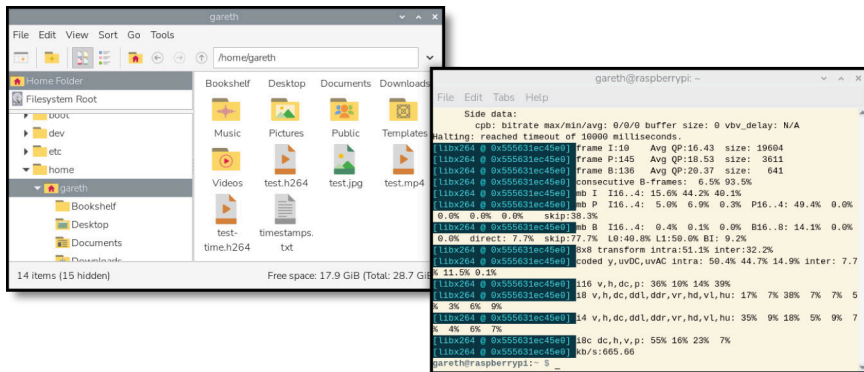 gareth
File Edit View Sort Go Tools
/home/gareth
Home Folder
Filesystem Root
boot
dev
etc
home
gareth
Bookshelf
Desktop
Documents
Downloads
Bookshelf Desktop Documents Downloads
Music Pictures Public Templates
Videos test.h264 test.jpg test.mp4
test- timestamps.
time.h264 txt
14 items (15 hidden) Free space: 17.9 GiB (Total: 28.7 GiB
gareth@raspberrypi: ~
File Edit Tabs Help
Side data:
cpb: bitrate max/min/avg: 0/0/0 buffer size: 0 vbv_delay: N/A
Halting: reached timeout of 10000 milliseconds.
[libx264 @ 0x555631ec45e0] frame I:10 Avg QP:16.43 size: 19604
[libx264 @ 0x555631ec45e0] frame P:145 Avg QP:18.53 size: 3611
[libx264 @ 0x555631ec45e0] frame B:136 Avg QP:20.37 size: 641
[libx264 @ 0x555631ec45e0] consecutive B-frames: 6.5% 93.5%
[libx264 @ 0x555631ec45e0] mb I I16..4: 15.6% 44.2% 40.1%
[libx264 @ 0x555631ec45e0] mb P I16..4: 5.0% 6.9% 0.3% P16..4: 49.4% 0.0%
0.0% 0.0% 0.0% skip:38.3%
[libx264 @ 0x555631ec45e0] mb B I16..4: 0.4% 0.1% 0.0% B16..8: 14.1% 0.0%
0.0% direct: 7.7% skip:77.7% L0:40.8% L1:50.0% BI: 9.2%
[libx264 @ 0x555631ec45e0] 8x8 transform intra:51.1% inter:32.2%
[libx264 @ 0x555631ec45e0] coded y,uvDC,uvAC intra: 50.4% 44.7% 14.9% inter: 7.7
% 11.5% 0.1%
[libx264 @ 0x555631ec45e0] i16 v,h,dc,p: 36% 10% 14% 39%
[libx264 @ 0x555631ec45e0] i8 v,h,dc,ddl,ddr,vr,hd,vl,hu: 17% 7% 38% 7% 7% 5
% 3% 6% 9%
[libx264 @ 0x555631ec45e0] i4 v,h,dc,ddl,ddr,vr,hd,vl,hu: 35% 9% 18% 5% 9% 7
% 4% 6% 7%
[libx264 @ 0x555631ec45e0] i8c dc,h,v,p: 55% 16% 23% 7%
[libx264 @ 0x555631ec45e0] kb/s:665.66
gareth@raspberrypi:~ $ _